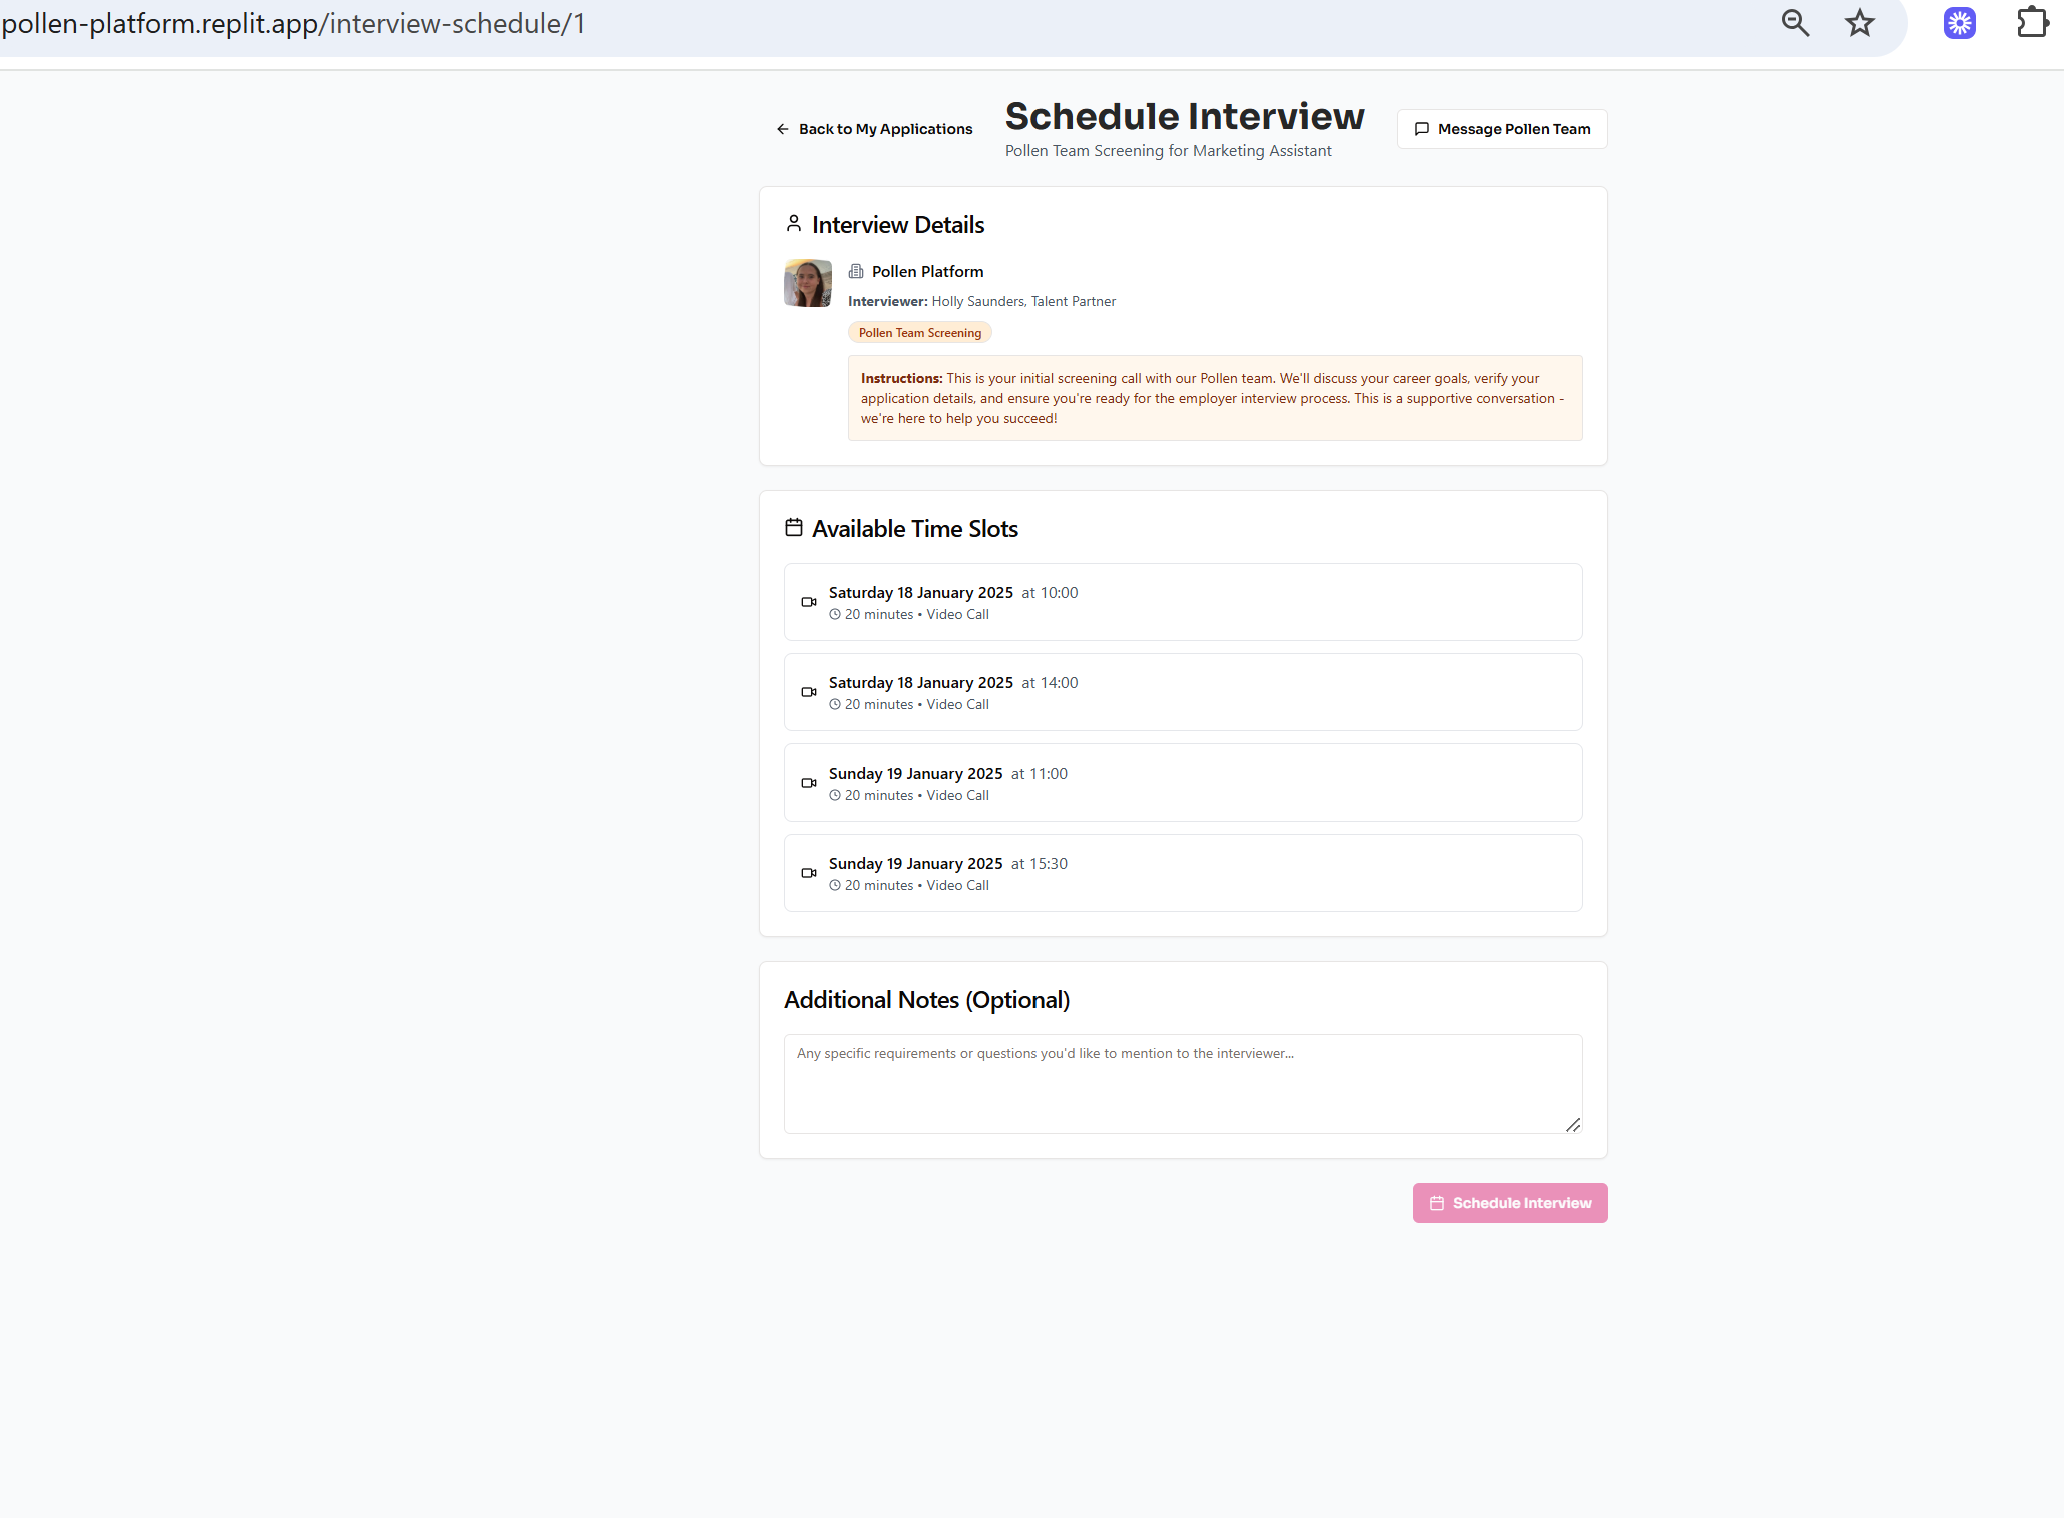 pollen-platform.replit.app/interview-schedule/1
Back to My Applications
Schedule Interview
Pollen Team Screening for Marketing Assistant
Message Pollen Team
Interview Details
Pollen Platform
Interviewer: Holly Saunders, Talent Partner
Pollen Team Screening
Instructions: This is your initial screening call with our Pollen team. We'll discuss your career goals, verify your
application details, and ensure you're ready for the employer interview process. This is a supportive conversation -
we're here to help you succeed!
Available Time Slots
Saturday 18 January 2025 at 10:00
20 minutes • Video Call
Saturday 18 January 2025 at 14:00
20 minutes • Video Call
Sunday 19 January 2025 at 11:00
20 minutes • Video Call
Sunday 19 January 2025 at 15:30
20 minutes • Video Call
Additional Notes (Optional)
Any specific requirements or questions you'd like to mention to the interviewer...
Schedule Interview